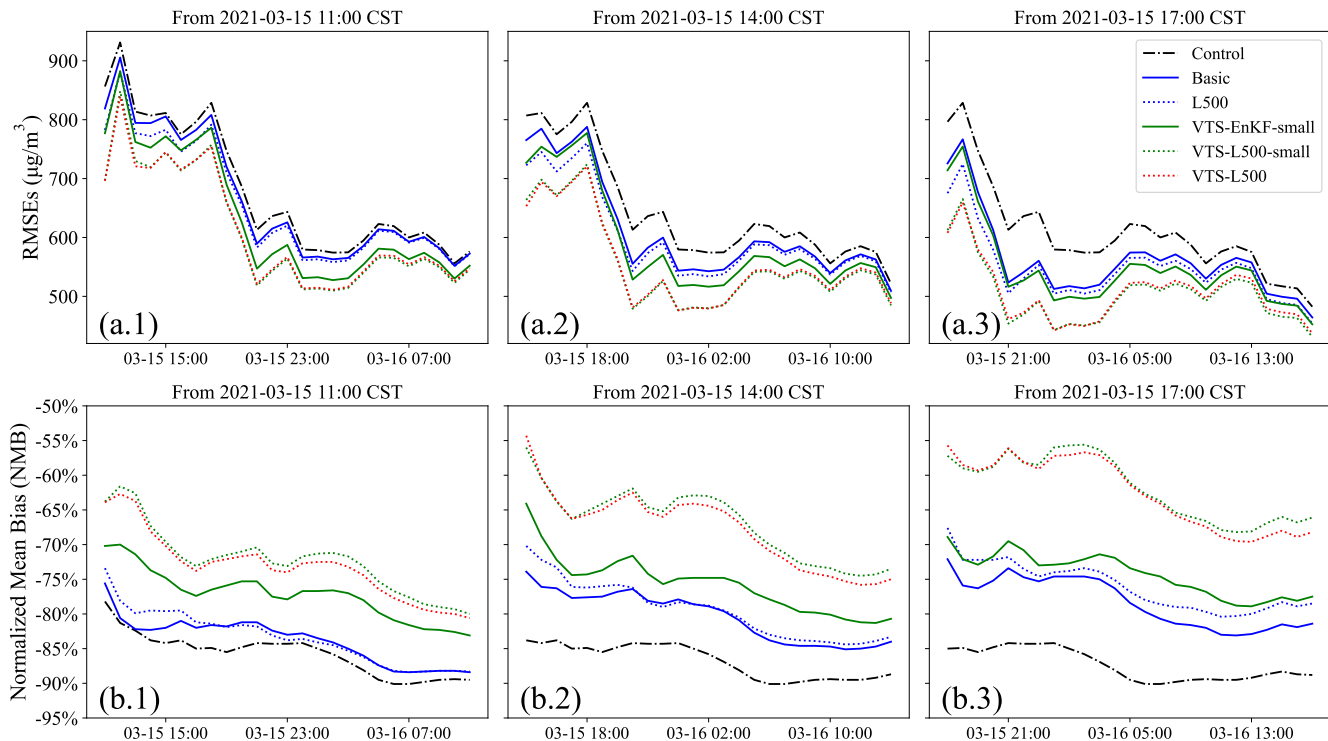 From 2021-03-15 11:00 CST
From 2021-03-15 14:00 CST
From 2021-03-15 17:00 CST
RMSEs (μg/m³)
900
800
700
600
500
Control
Basic
L500
VTS-EnKF-small
VTS-L500-small
VTS-L500
(a.1)
(a.2)
(a.3)
03-15 15:00
03-15 23:00
03-16 07:00
03-15 18:00
03-16 02:00
03-16 10:00
03-15 21:00
03-16 05:00
03-16 13:00
From 2021-03-15 11:00 CST
From 2021-03-15 14:00 CST
From 2021-03-15 17:00 CST
Normalized Mean Bias (NMB)
-50%
-55%
-60%
-65%
-70%
-75%
-80%
-85%
-90%
-95%
(b.1)
(b.2)
(b.3)
03-15 15:00
03-15 23:00
03-16 07:00
03-15 18:00
03-16 02:00
03-16 10:00
03-15 21:00
03-16 05:00
03-16 13:00